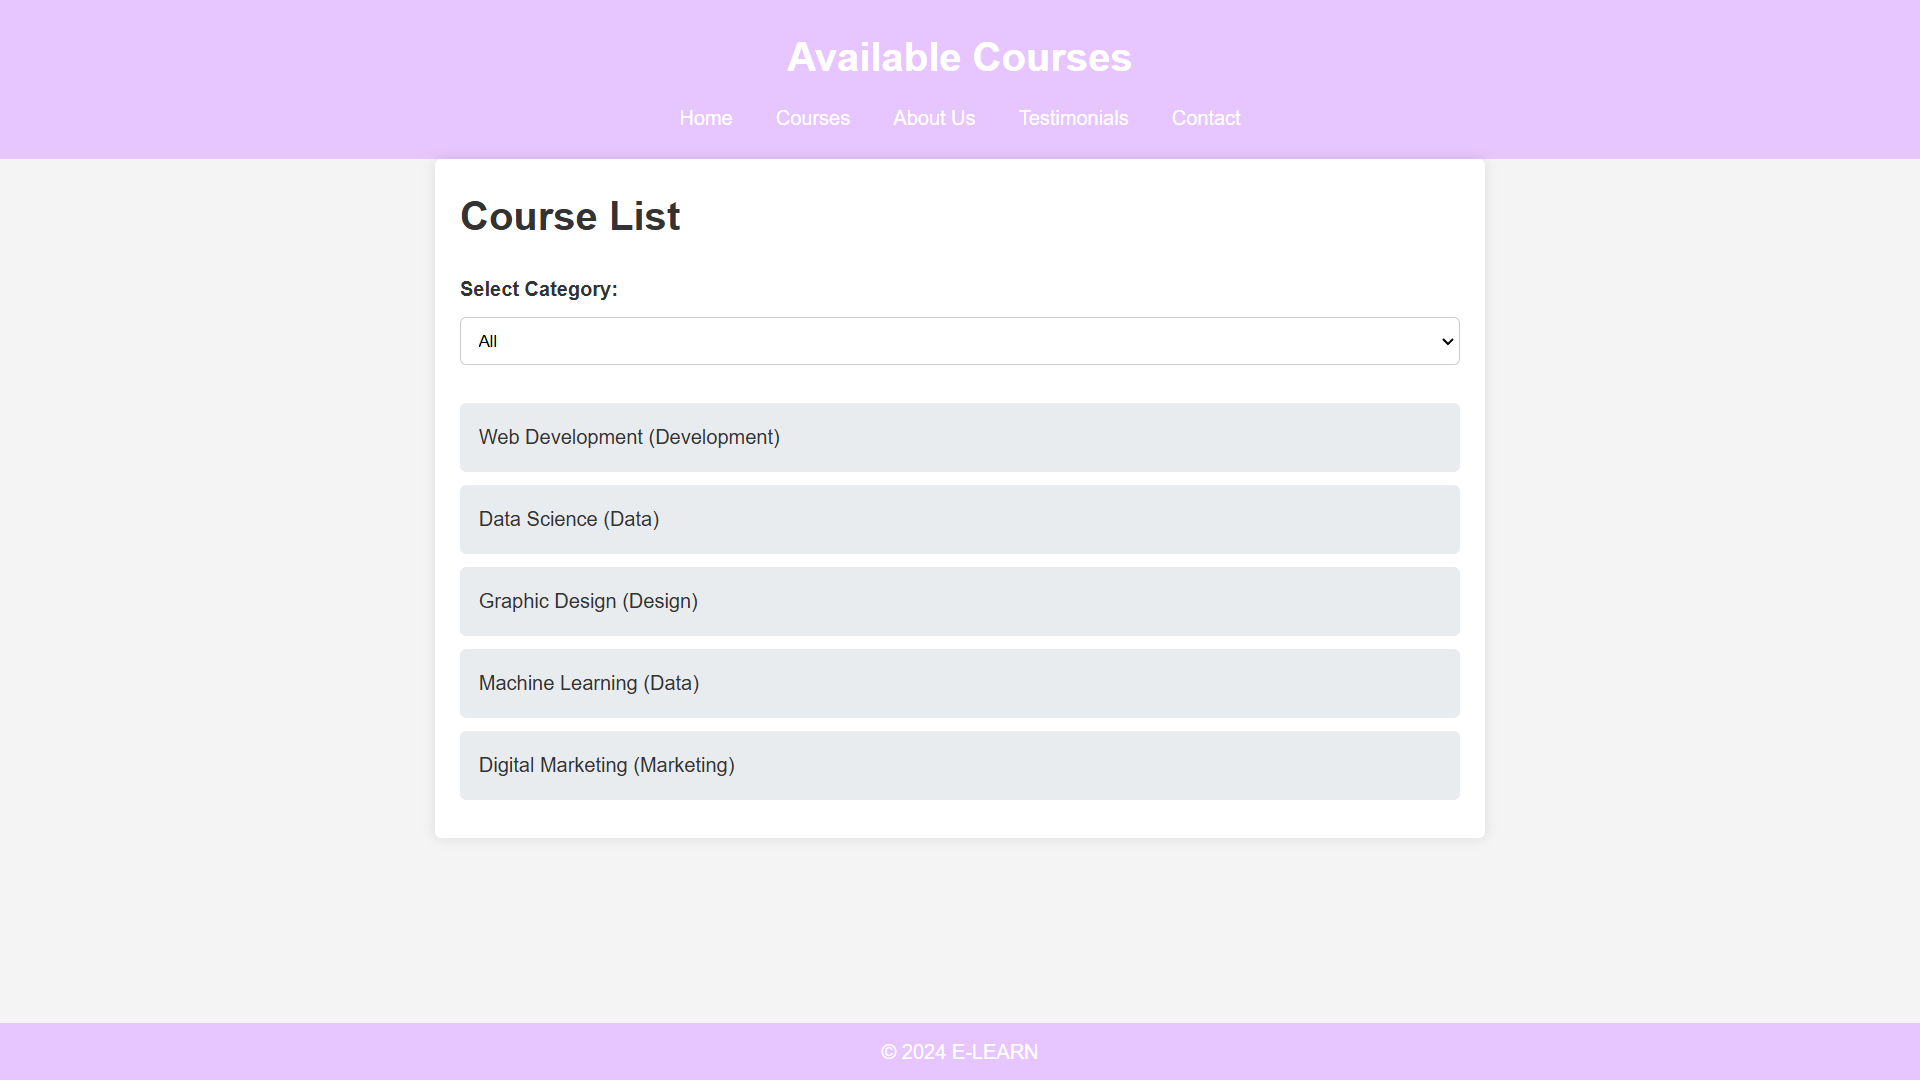 Available Courses
Home Courses About Us Testimonials Contact
Course List
Select Category:
All
Web Development (Development)
Data Science (Data)
Graphic Design (Design)
Machine Learning (Data)
Digital Marketing (Marketing)
© 2024 E-LEARN